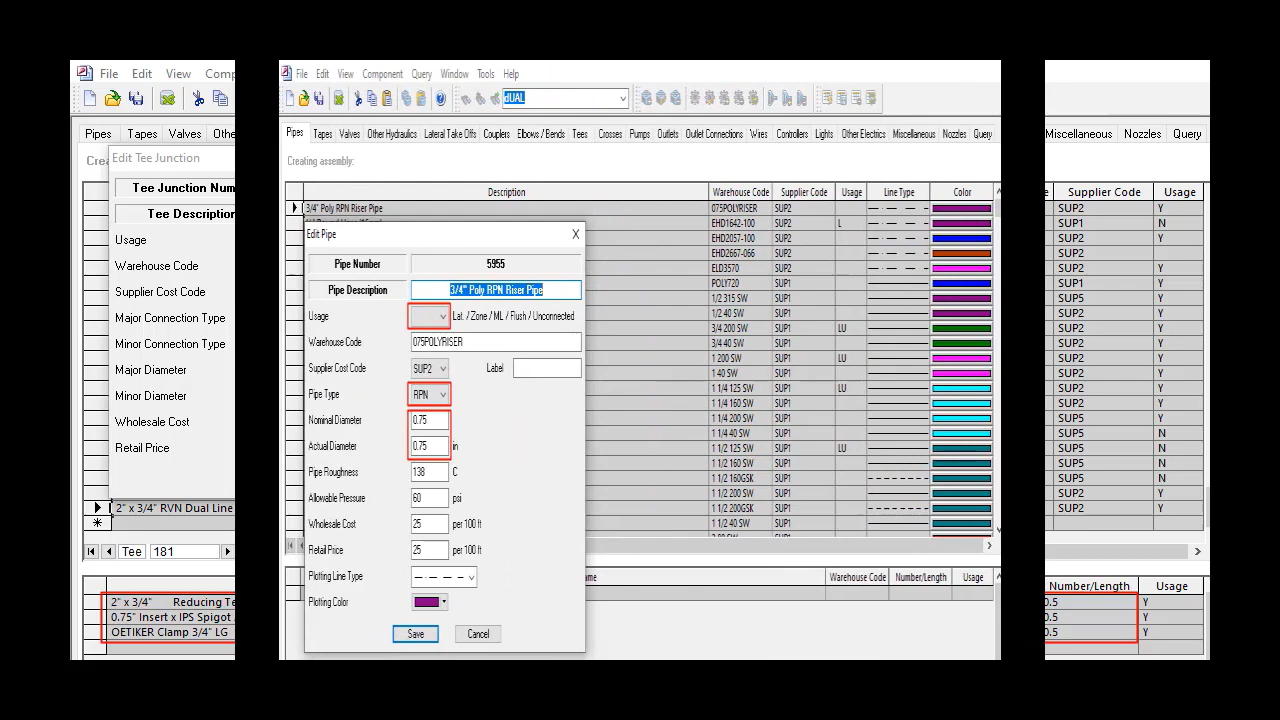 File Edit View Comp
Pipes Tapes Valves Othe
Crea
Edit Tee Junction
Tee Junction Num
Tee Description
Usage
Warehouse Code
Supplier Cost Code
Major Connection Type
Minor Connection Type
Major Diameter
Minor Diameter
Wholesale Cost
Retail Price
2" x 3/4" RVN Dual Line
Tee 181
2" x 3/4" Reducing Te
0.75" Insert x IPS Spigot
OETIKER Clamp 3/4" LG
File Edit View Component Query Window Tools Help
dUAL
Pipes Tapes Valves Other Hydraulics Lateral Take Offs Couplers Elbows / Bends Tees Crosses Pumps Outlets Outlet Connections Wires Controllers Lights Other Electrics Miscellaneous Nozzles Query
Creating assembly:
Description Warehouse Code Supplier Code Usage Line Type Color
3/4" Poly RPN Riser Pipe 075POLYRISER SUP2
EHD1642-100 SUP2 L
EHD2057-100 SUP2
EHD2667-066 SUP2
ELD3570 SUP2
POLY720 SUP2
1/2 315 SW SUP1
1/2 40 SW SUP1
3/4 200 SW SUP1 LU
3/4 40 SW SUP1
1 200 SW SUP1 LU
1 40 SW SUP1
1 1/4 125 SW SUP1 LU
1 1/4 160 SW SUP1
1 1/4 200 SW SUP1
1 1/4 40 SW SUP1
1 1/2 125 SW SUP1 LU
1 1/2 160 SW SUP1
1 1/2 160GSK SUP1
1 1/2 200 SW SUP1
1 1/2 200GSK SUP1
1 1/2 40 SW SUP1
Edit Pipe X
Pipe Number 5955
Pipe Description 3/4" Poly RPN Riser Pipe
Usage Lat. / Zone / ML / Flush / Unconnected
Warehouse Code 075POLYRISER
Supplier Cost Code SUP2 Label
Pipe Type RPN
Nominal Diameter 0.75
Actual Diameter 0.75 in
Pipe Roughness 138 C
Allowable Pressure 60 psi
Wholesale Cost 25 per 100 ft
Retail Price 25 per 100 ft
Plotting Line Type
Plotting Color
Save Cancel
me Warehouse Code Number/Length Usage
Miscellaneous Nozzles Query
Supplier Code Usage
SUP2 Y
SUP1 N
SUP2 Y
SUP2
SUP2 Y
SUP1 Y
SUP5 Y
SUP5 N
SUP2 Y
SUP2 Y
SUP2 Y
SUP2 Y
SUP2 Y
SUP2 Y
SUP5 Y
SUP5 N
SUP5 N
SUP5 N
SUP5 Y
SUP2 Y
SUP2 Y
Number/Length Usage
0.5 Y
0.5 Y
0.5 Y